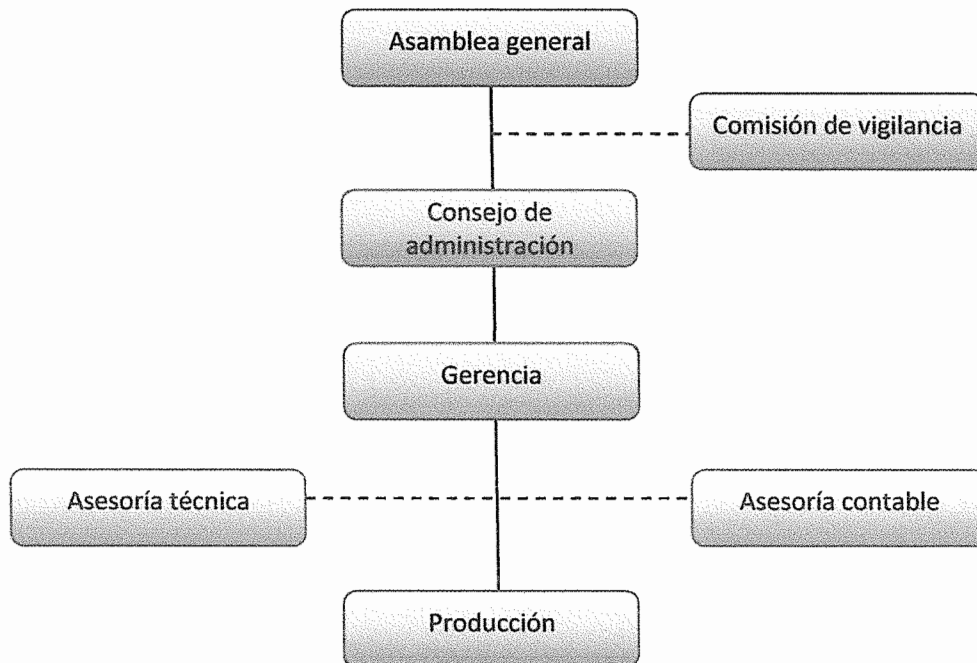 Asamblea general
Comisión de vigilancia
Consejo de
administración
Gerencia
Asesoría técnica
Asesoría contable
Producción